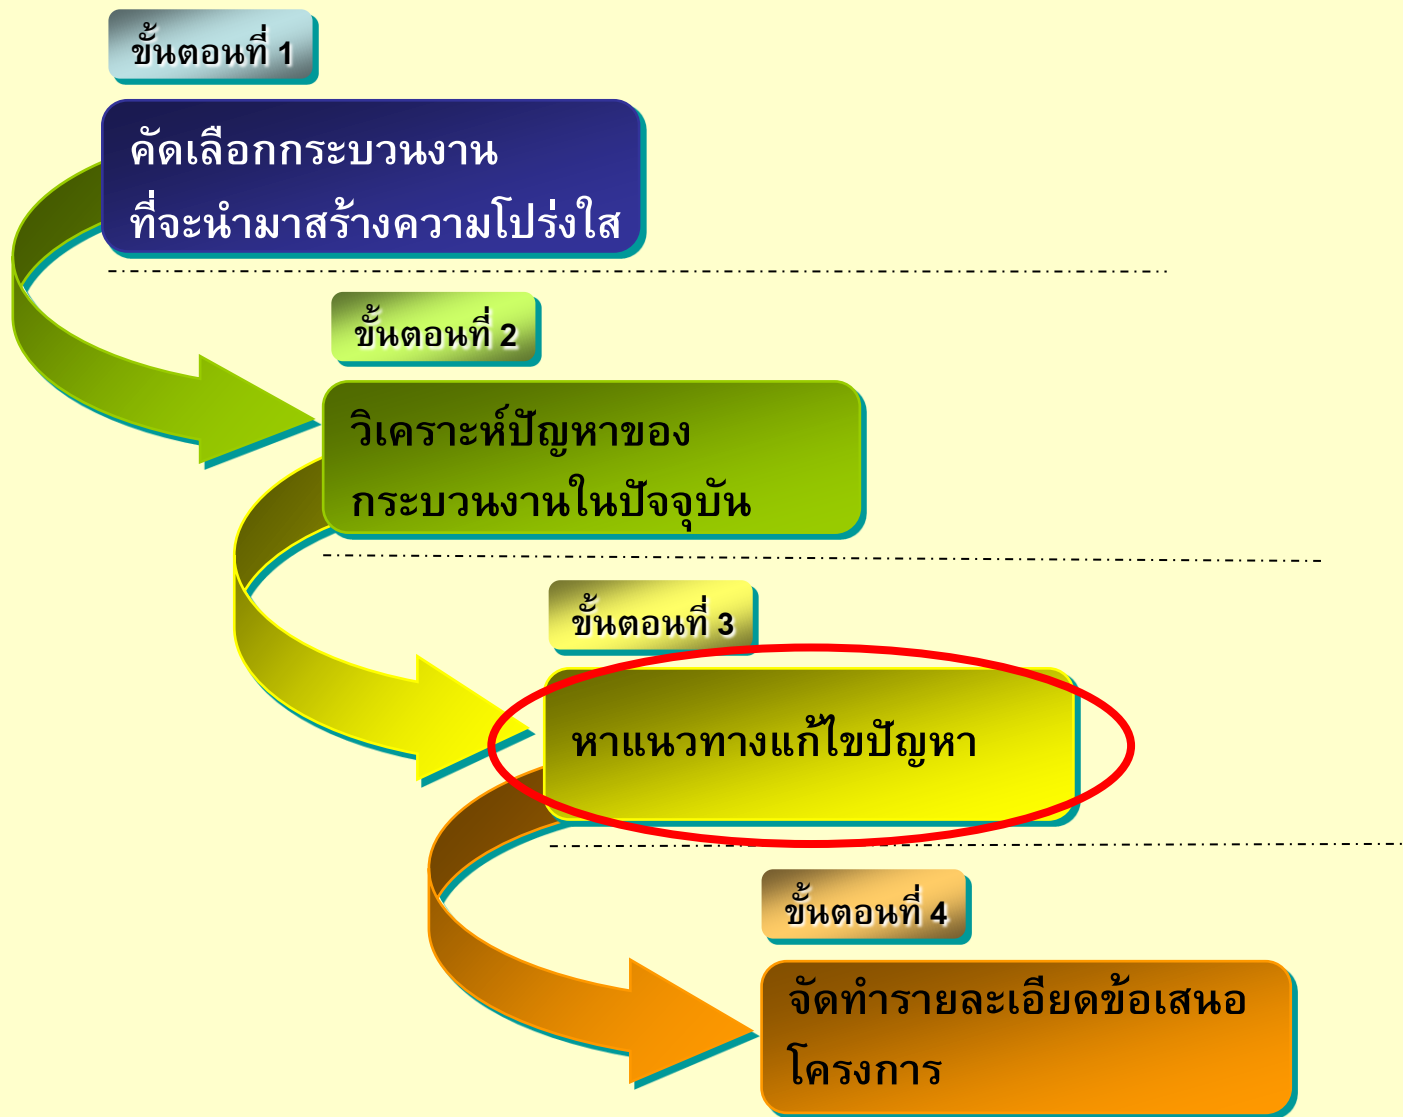 ขั้นตอนที่ 1
คัดเลือกกระบวนงาน
ที่จะนำมาสร้างความโปร่งใส
ขั้นตอนที่ 2
วิเคราะห์ปัญหาของ
กระบวนงานในปัจจุบัน
ขั้นตอนที่ 3
หาแนวทางแก้ไขปัญหา
ขั้นตอนที่ 4
จัดทำรายละเอียดข้อเสนอ
โครงการ